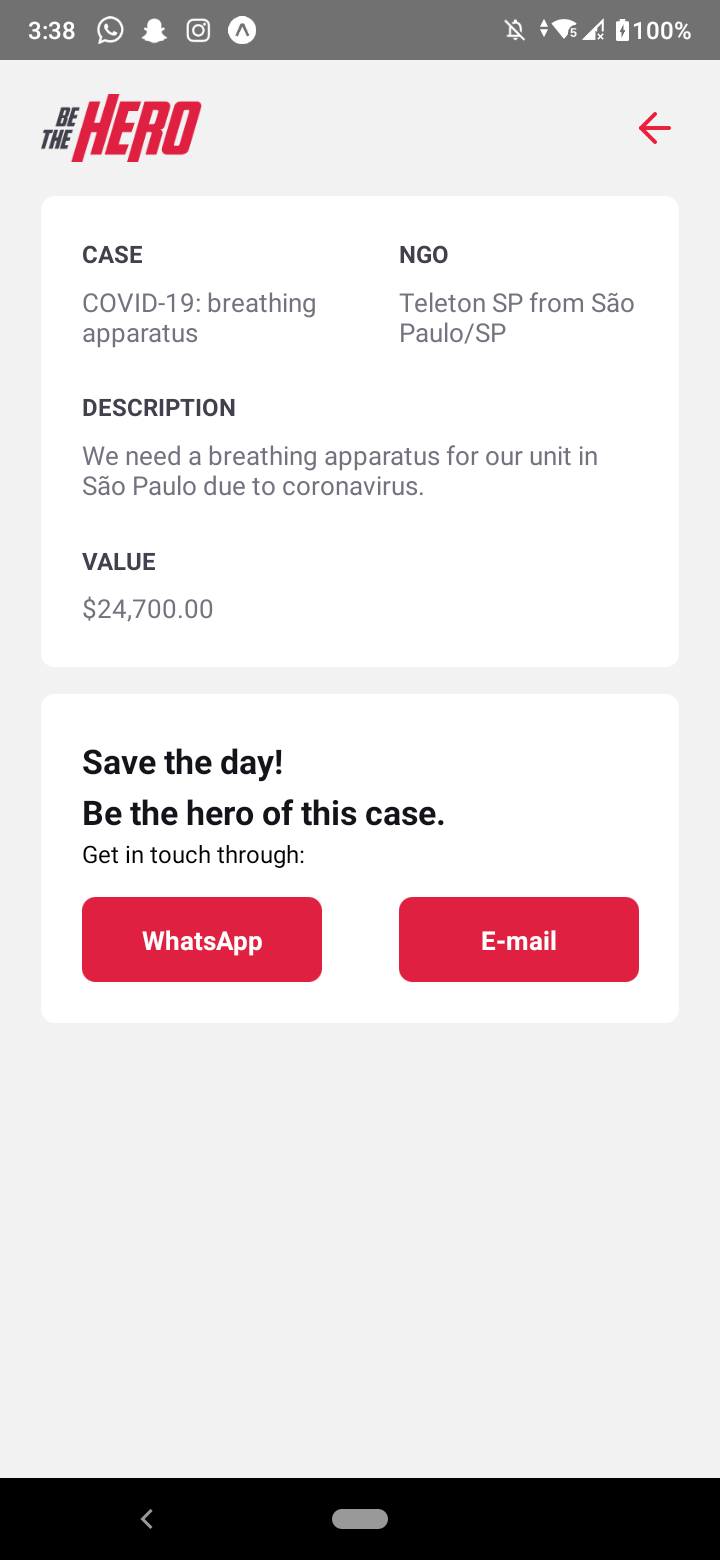 3:38
5
100%
BE
THE HERO
CASE
COVID-19: breathing
apparatus
NGO
Teleton SP from São
Paulo/SP
DESCRIPTION
We need a breathing apparatus for our unit in
São Paulo due to coronavirus.
VALUE
$24,700.00
Save the day!
Be the hero of this case.
Get in touch through:
WhatsApp
E-mail